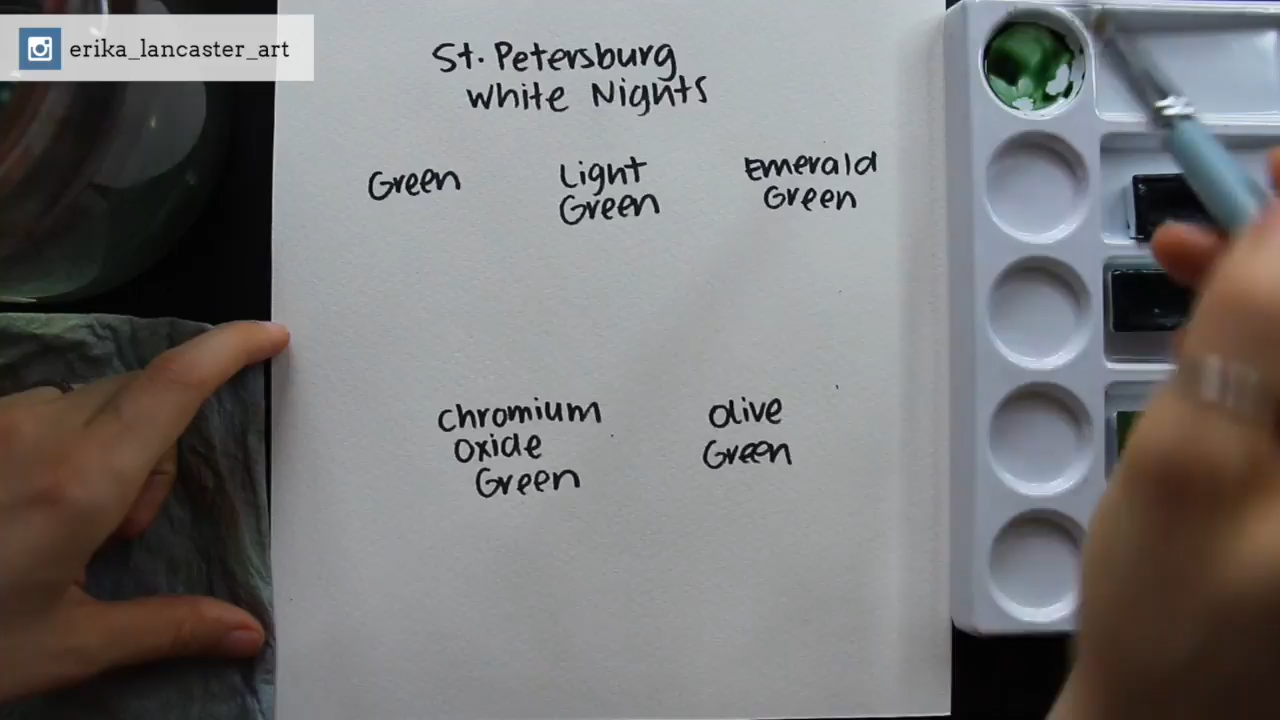 erika_lancaster_art
St. Petersburg
White Nights
Green
Light
Green
Emerald
Green
Chromium
Oxide
Green
Olive
Green